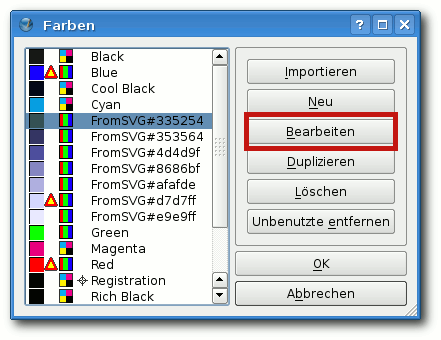 Farben
Black
Blue
Cool Black
Cyan
FromSVG#335254
FromSVG#353564
FromSVG#4d4d9f
FromSVG#8686bf
FromSVG#afafde
FromSVG#d7d7ff
FromSVG#e9e9ff
Green
Magenta
Red
Registration
Rich Black
Importieren
Neu
Bearbeiten
Duplizieren
Löschen
Unbenutzte entfernen
OK
Abbrechen